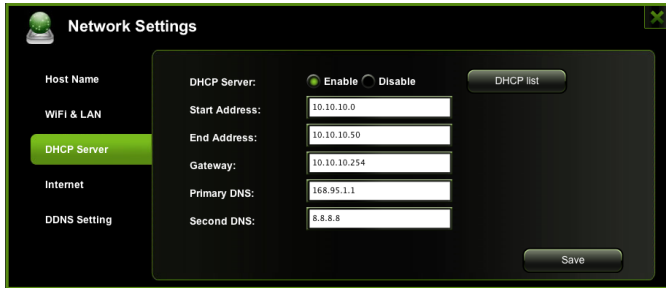 Network Settings
Host Name
WiFi & LAN
DHCP Server
Internet
DDNS Setting
DHCP Server: Enable Disable DHCP list
Start Address: 10.10.10.0
End Address: 10.10.10.50
Gateway: 10.10.10.254
Primary DNS: 168.95.1.1
Second DNS: 8.8.8.8
Save